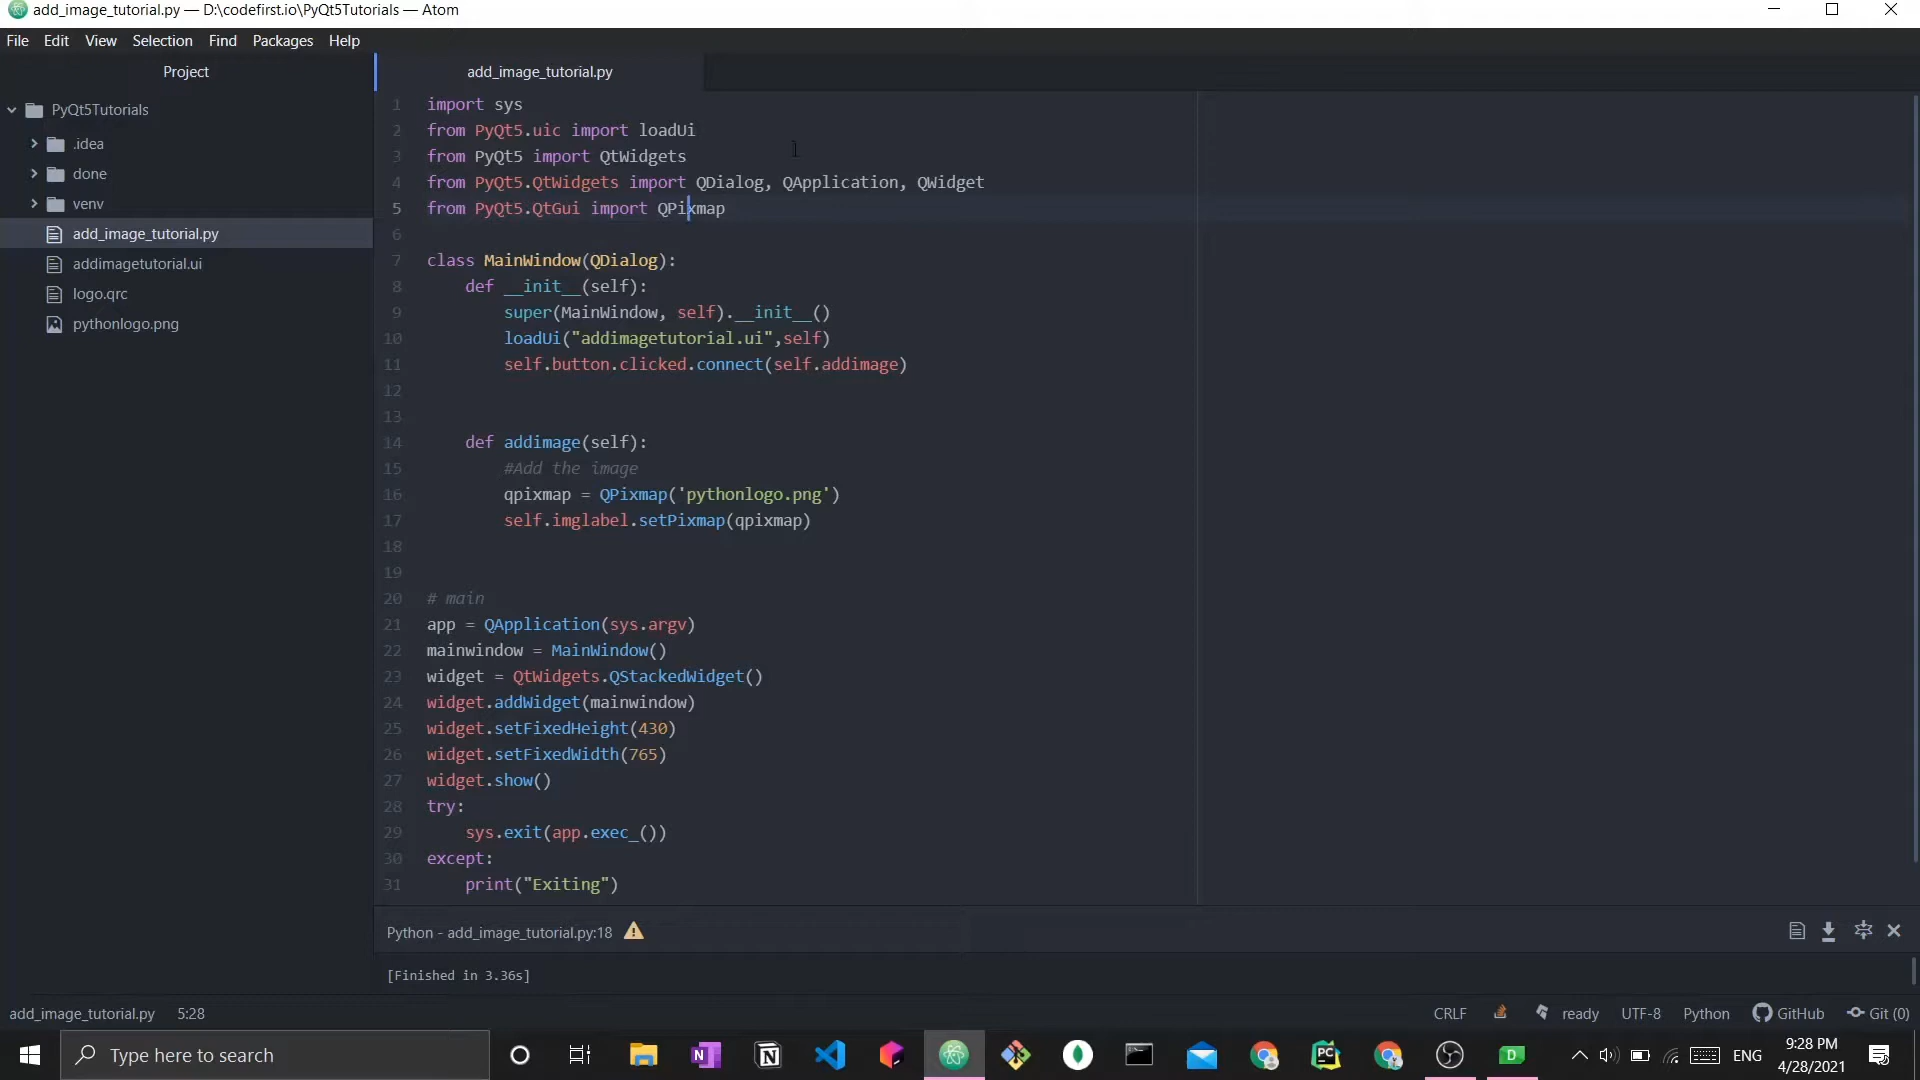 add_image_tutorial.py — D:\codefirst.io\PyQt5Tutorials — Atom
File Edit View Selection Find Packages Help
Project
PyQt5Tutorials
.idea
done
venv
add_image_tutorial.py
addimagetutorial.ui
logo.qrc
pythonlogo.png
add_image_tutorial.py
1 import sys
2 from PyQt5.uic import loadUi
3 from PyQt5 import QtWidgets
4 from PyQt5.QtWidgets import QDialog, QApplication, QWidget
5 from PyQt5.QtGui import QPixmap
6
7 class MainWindow(QDialog):
8     def __init__(self):
9         super(MainWindow, self).__init__()
10         loadUi("addimagetutorial.ui",self)
11         self.button.clicked.connect(self.addimage)
12
13
14     def addimage(self):
15         #Add the image
16         qpixmap = QPixmap('pythonlogo.png')
17         self.imglabel.setPixmap(qpixmap)
18
19
20 # main
21 app = QApplication(sys.argv)
22 mainwindow = MainWindow()
23 widget = QtWidgets.QStackedWidget()
24 widget.addWidget(mainwindow)
25 widget.setFixedHeight(430)
26 widget.setFixedWidth(765)
27 widget.show()
28 try:
29     sys.exit(app.exec_())
30 except:
31     print("Exiting")
Python - add_image_tutorial.py:18
[Finished in 3.36s]
add_image_tutorial.py 5:28 CRLF ready UTF-8 Python GitHub Git (0)
Type here to search
ENG
9:28 PM
4/28/2021